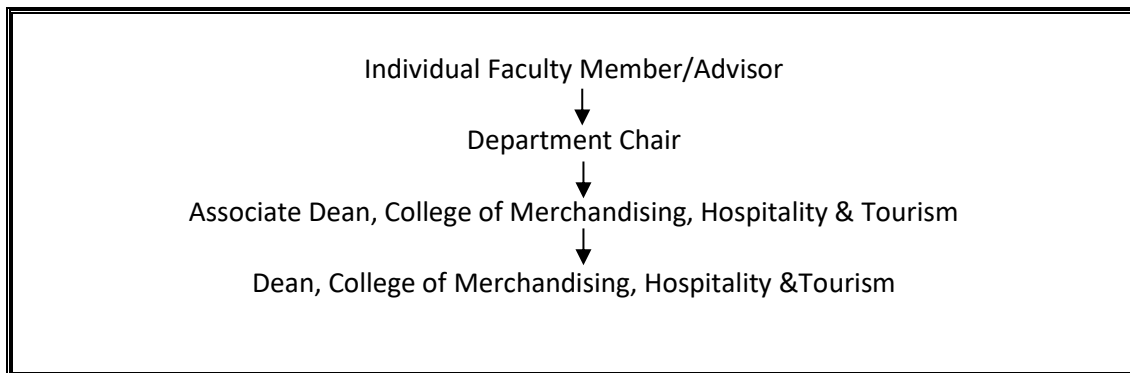 Individual Faculty Member/Advisor
Department Chair
Associate Dean, College of Merchandising, Hospitality & Tourism
Dean, College of Merchandising, Hospitality &Tourism